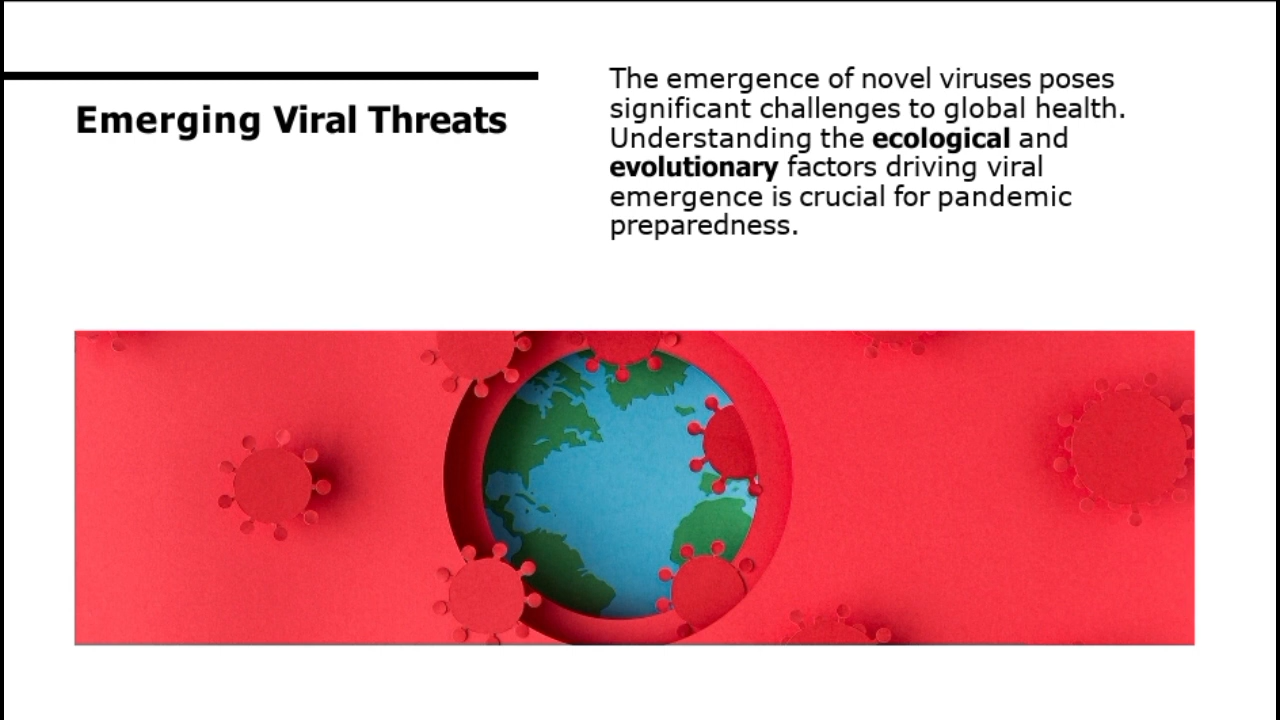 Emerging Viral Threats
The emergence of novel viruses poses
significant challenges to global health.
Understanding the ecological and
evolutionary factors driving viral
emergence is crucial for pandemic
preparedness.